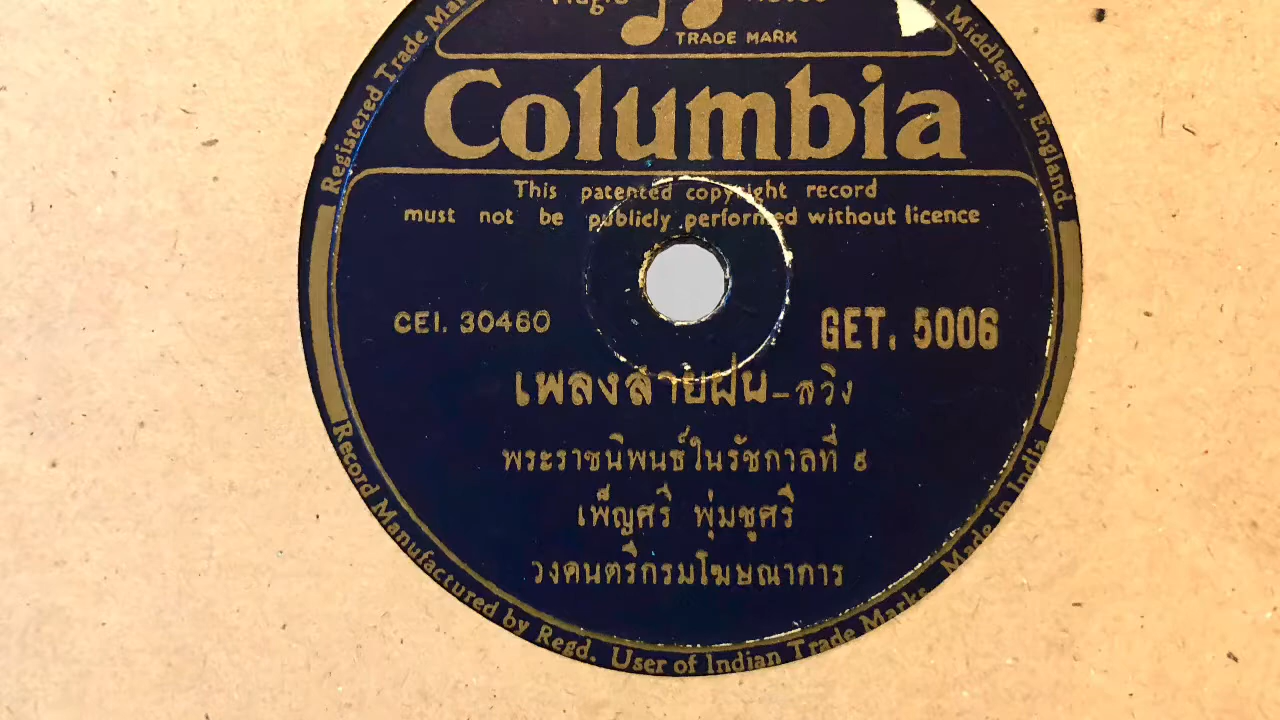 TRADE MARK
Columbia
This patented copyright record
must not be publicly performed without licence
CEI. 30460
GET. 5006
เพลงสายฝน-สวิง
พระราชนิพนธ์ในรัชกาลที่ ๘
เพ็ญศรี พุ่มชูศรี
วงดนตรีกรมโฆษณาการ
Registered Trade
Middlesex, England.
Record Manufactured by Regd. User of Indian Trade Marks. Made in India